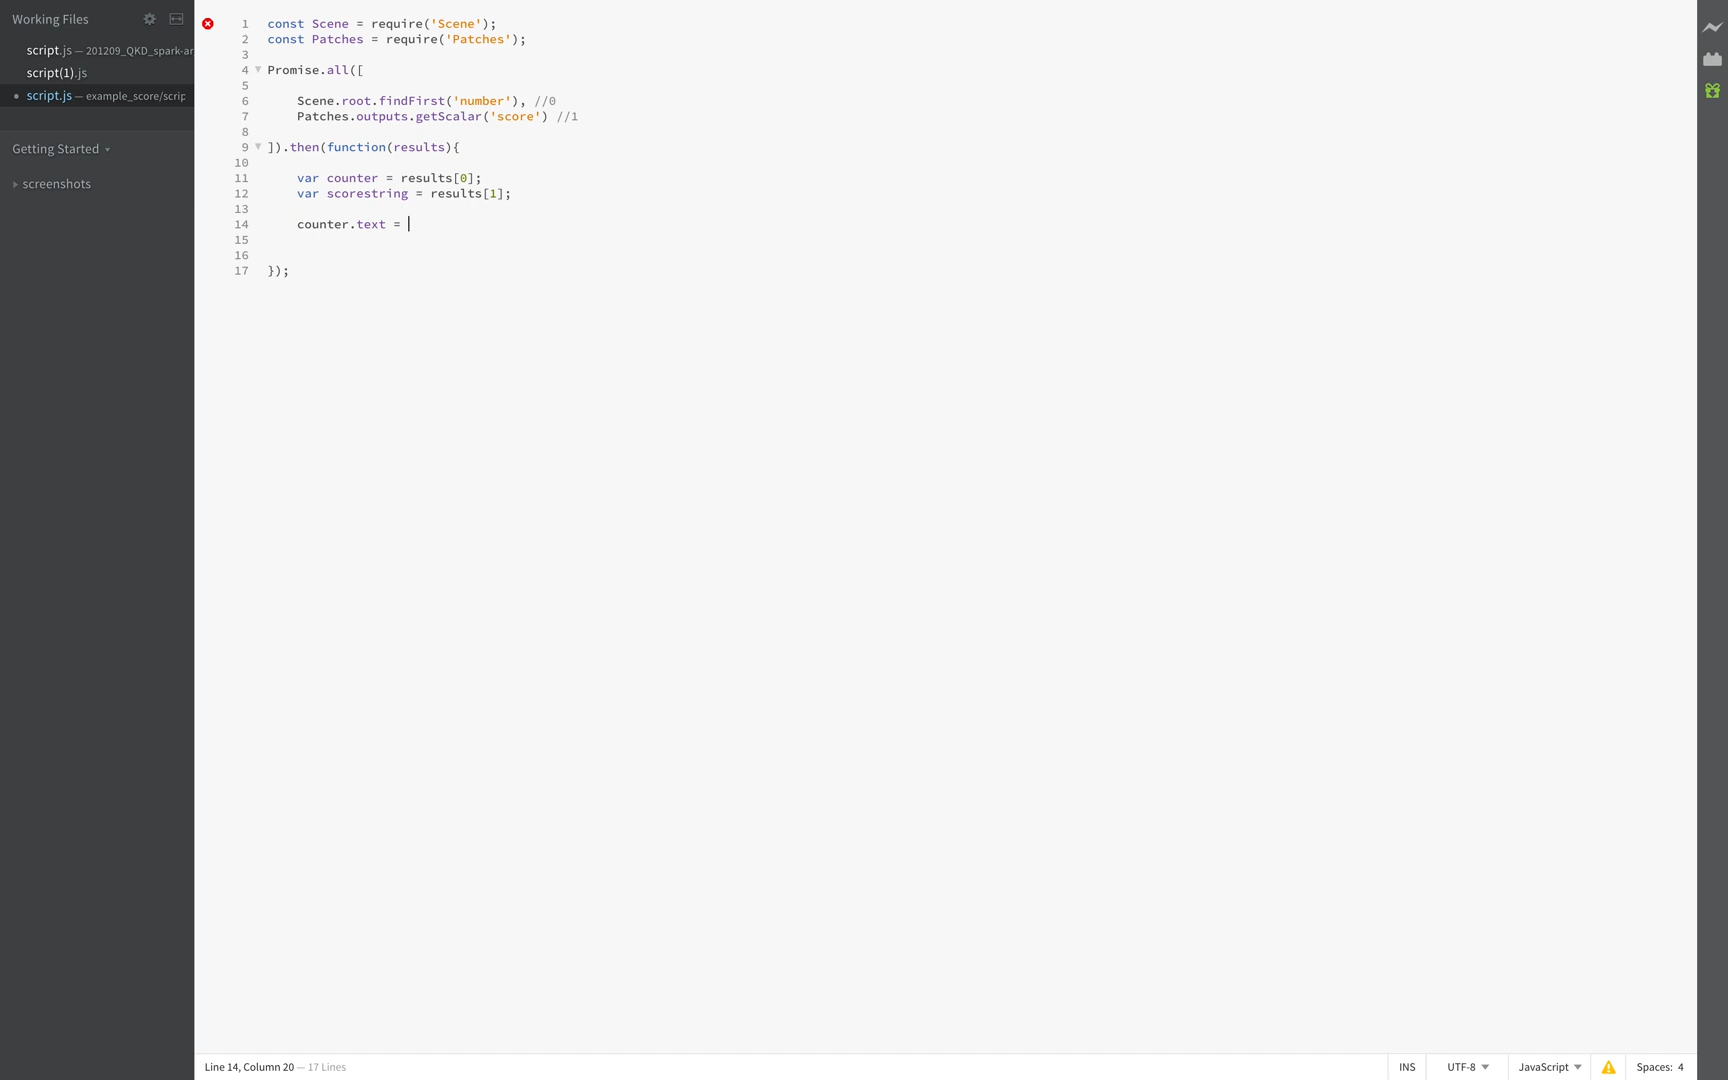 Working Files
script.js — 201209_QKD_spark-ar
script(1).js
• script.js — example_score/scrip
Getting Started
screenshots
1 const Scene = require('Scene');
2 const Patches = require('Patches');
3
4 Promise.all([
5
6 Scene.root.findFirst('number'), //0
7 Patches.outputs.getScalar('score') //1
8
9 ]).then(function(results){
10
11 var counter = results[0];
12 var scorestring = results[1];
13
14 counter.text =
15
16
17 });
Line 14, Column 20 — 17 Lines INS UTF-8 JavaScript Spaces: 4